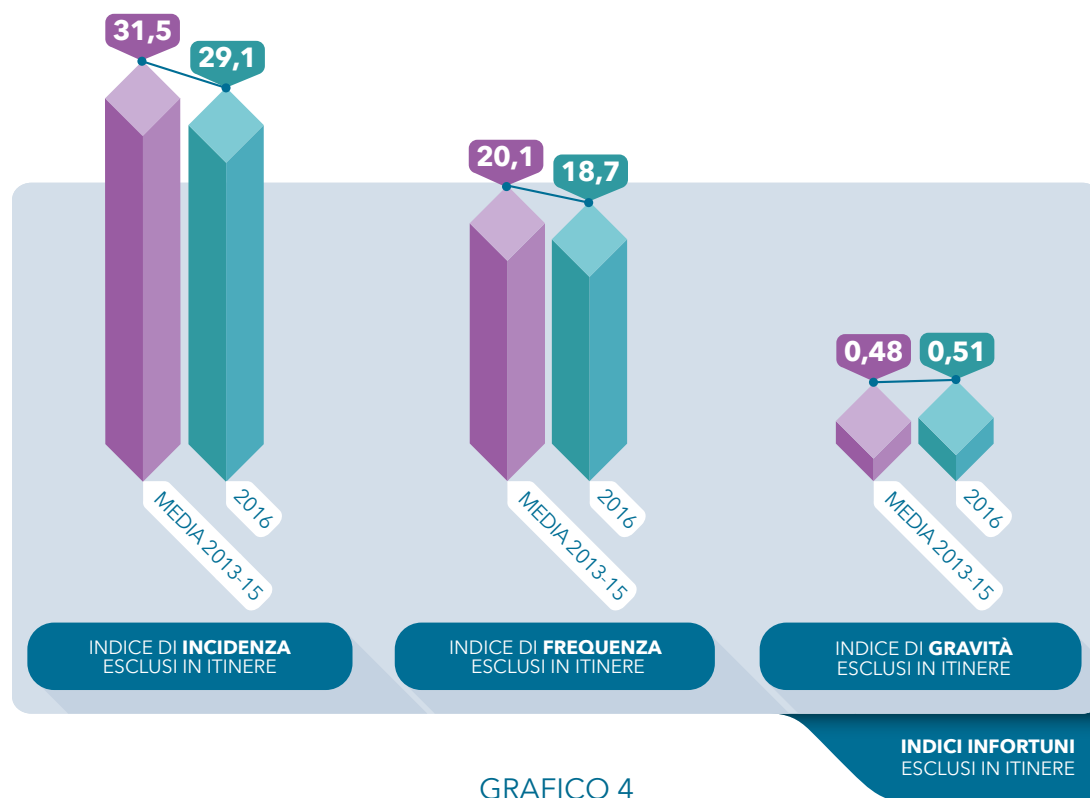 31,5
29,1
20,1
18,7
0,48
0,51
MEDIA 2013-15
2016
MEDIA 2013-15
2016
MEDIA 2013-15
2016
INDICE DI INCIDENZA
ESCLUSI IN ITINERE
INDICE DI FREQUENZA
ESCLUSI IN ITINERE
INDICE DI GRAVITÀ
ESCLUSI IN ITINERE
INDICI INFORTUNI
ESCLUSI IN ITINERE
GRAFICO 4